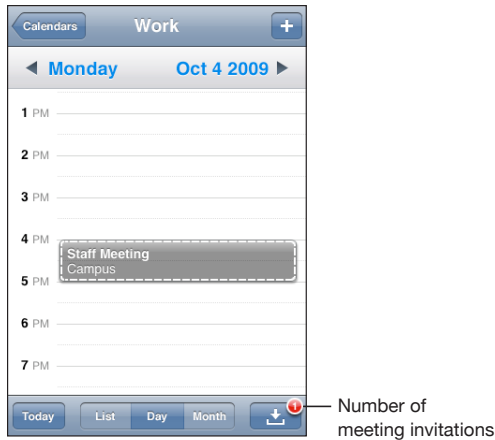 Calendars
Work
+
Monday
Oct 4 2009
1 PM
2 PM
3 PM
4 PM
Staff Meeting
Campus
5 PM
6 PM
7 PM
Today
List
Day
Month
1
Number of
meeting invitations